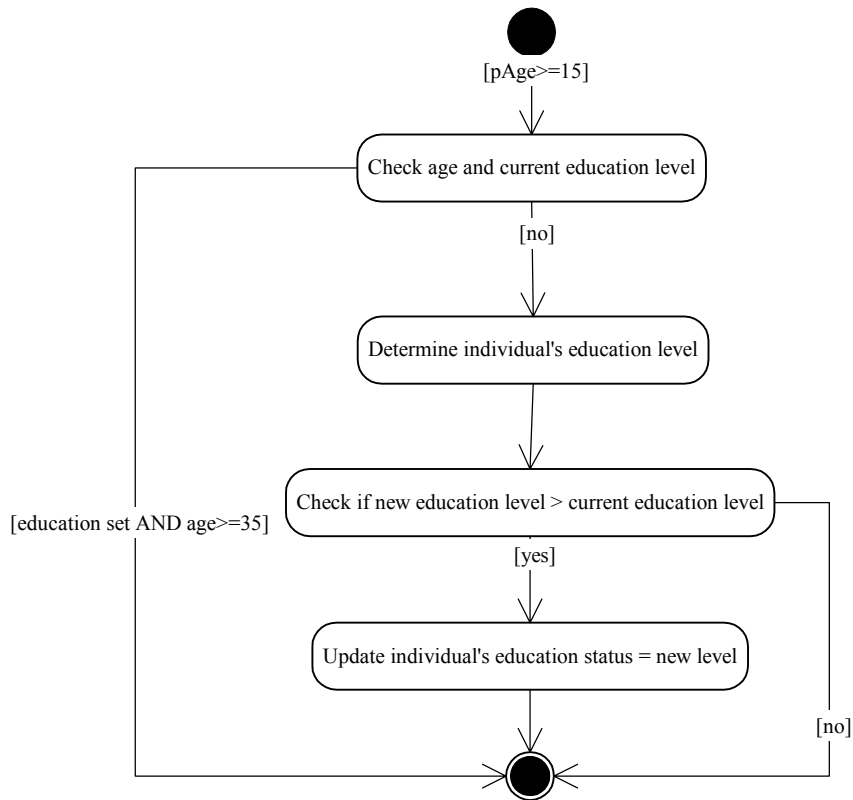 [pAge>=15]
Check age and current education level
[no]
Determine individual's education level
Check if new education level > current education level
[education set AND age>=35]
[yes]
Update individual's education status = new level
[no]